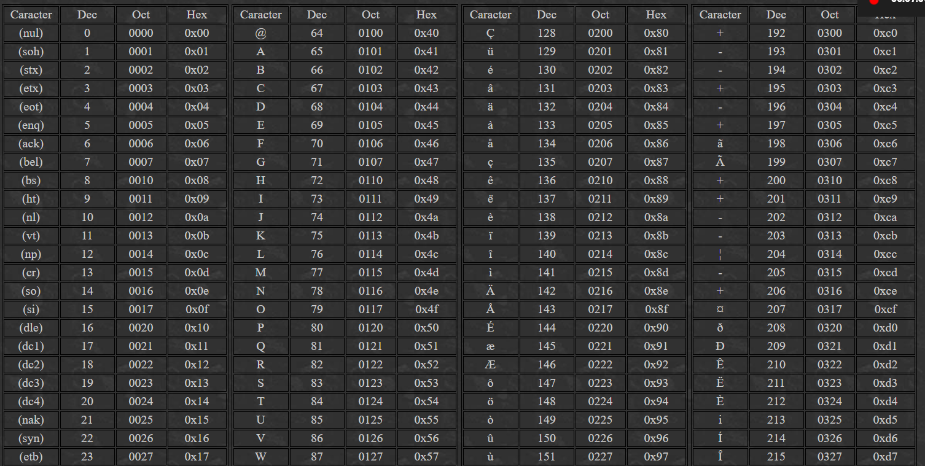 Caracter Dec Oct Hex Caracter Dec Oct Hex Caracter Dec Oct Hex Caracter Dec Oct Hex
(nul) 0 0000 0x00 @ 64 0100 0x40 Ç 128 0200 0x80 + 192 0300 0xc0
(soh) 1 0001 0x01 A 65 0101 0x41 ü 129 0201 0x81 - 193 0301 0xc1
(stx) 2 0002 0x02 B 66 0102 0x42 é 130 0202 0x82 - 194 0302 0xc2
(etx) 3 0003 0x03 C 67 0103 0x43 â 131 0203 0x83 + 195 0303 0xc3
(eot) 4 0004 0x04 D 68 0104 0x44 ä 132 0204 0x84 - 196 0304 0xc4
(enq) 5 0005 0x05 E 69 0105 0x45 à 133 0205 0x85 + 197 0305 0xc5
(ack) 6 0006 0x06 F 70 0106 0x46 å 134 0206 0x86 ã 198 0306 0xc6
(bel) 7 0007 0x07 G 71 0107 0x47 ç 135 0207 0x87 Ã 199 0307 0xc7
(bs) 8 0010 0x08 H 72 0110 0x48 ê 136 0210 0x88 + 200 0310 0xc8
(ht) 9 0011 0x09 I 73 0111 0x49 ë 137 0211 0x89 + 201 0311 0xc9
(nl) 10 0012 0x0a J 74 0112 0x4a è 138 0212 0x8a - 202 0312 0xca
(vt) 11 0013 0x0b K 75 0113 0x4b ï 139 0213 0x8b - 203 0313 0xcb
(np) 12 0014 0x0c L 76 0114 0x4c î 140 0214 0x8c ¦ 204 0314 0xcc
(cr) 13 0015 0x0d M 77 0115 0x4d ì 141 0215 0x8d - 205 0315 0xcd
(so) 14 0016 0x0e N 78 0116 0x4e Ä 142 0216 0x8e + 206 0316 0xce
(si) 15 0017 0x0f O 79 0117 0x4f Å 143 0217 0x8f ¤ 207 0317 0xcf
(dle) 16 0020 0x10 P 80 0120 0x50 É 144 0220 0x90 ð 208 0320 0xd0
(dc1) 17 0021 0x11 Q 81 0121 0x51 æ 145 0221 0x91 Ð 209 0321 0xd1
(dc2) 18 0022 0x12 R 82 0122 0x52 Æ 146 0222 0x92 Ê 210 0322 0xd2
(dc3) 19 0023 0x13 S 83 0123 0x53 ô 147 0223 0x93 Ë 211 0323 0xd3
(dc4) 20 0024 0x14 T 84 0124 0x54 ö 148 0224 0x94 È 212 0324 0xd4
(nak) 21 0025 0x15 U 85 0125 0x55 ò 149 0225 0x95 i 213 0325 0xd5
(syn) 22 0026 0x16 V 86 0126 0x56 û 150 0226 0x96 Í 214 0326 0xd6
(etb) 23 0027 0x17 W 87 0127 0x57 ù 151 0227 0x97 Î 215 0327 0xd7